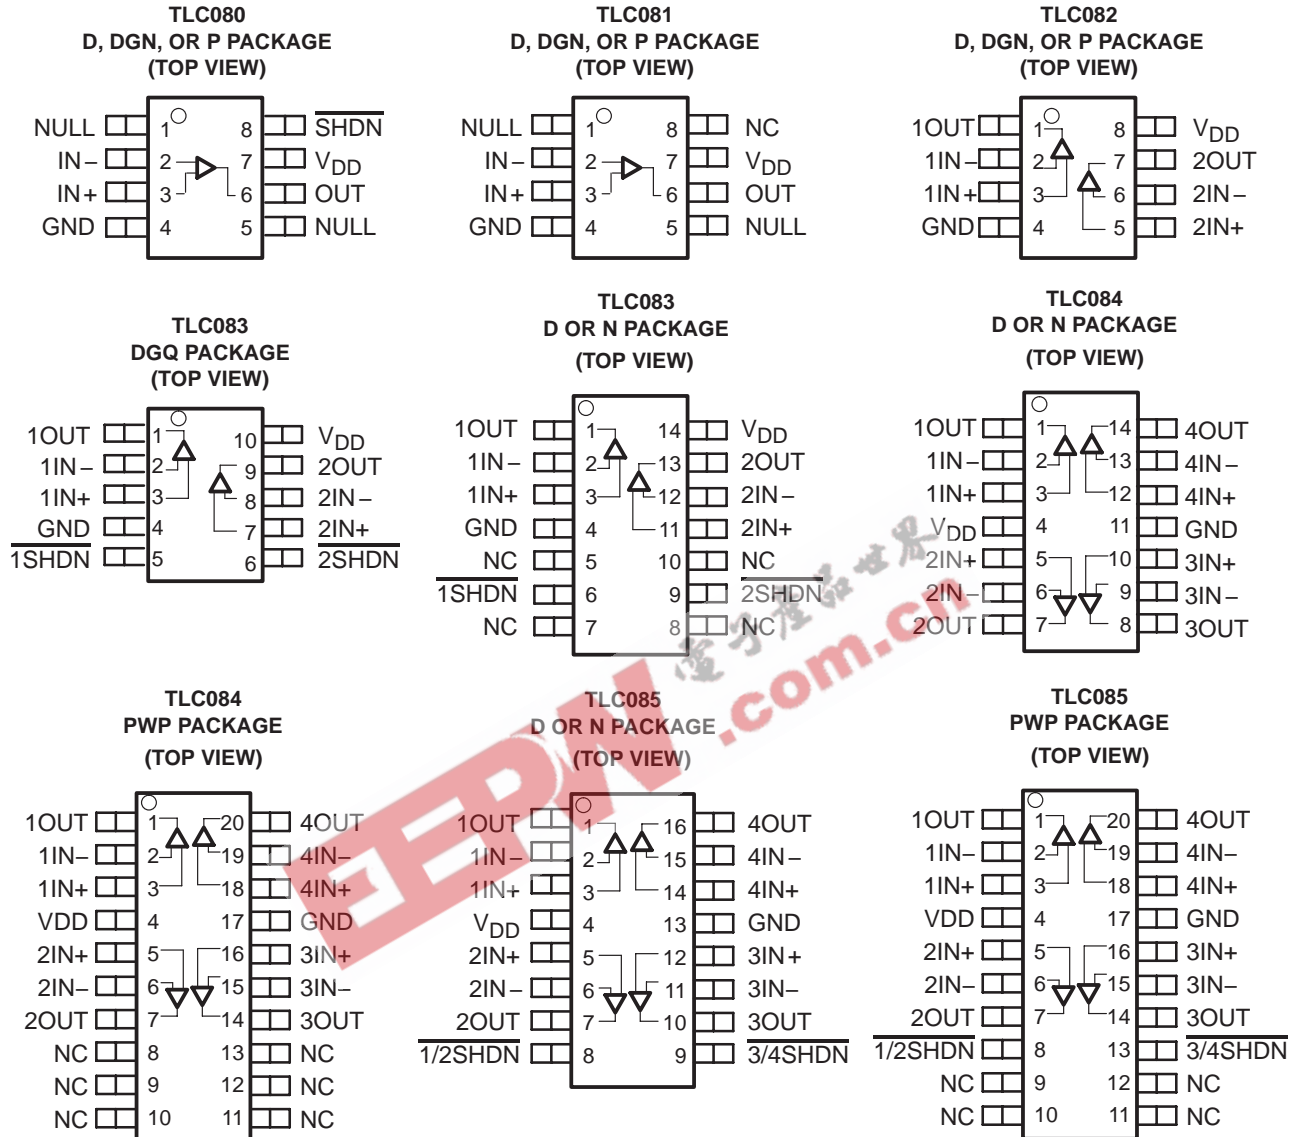 TLC080
D, DGN, OR P PACKAGE
(TOP VIEW)
NULL 1 8 SHDN
IN− 2 7 VDD
IN+ 3 6 OUT
GND 4 5 NULL
TLC081
D, DGN, OR P PACKAGE
(TOP VIEW)
NULL 1 8 NC
IN− 2 7 VDD
IN+ 3 6 OUT
GND 4 5 NULL
TLC082
D, DGN, OR P PACKAGE
(TOP VIEW)
1OUT 1 8 VDD
1IN− 2 7 2OUT
1IN+ 3 6 2IN−
GND 4 5 2IN+
TLC083
DGQ PACKAGE
(TOP VIEW)
1OUT 1 10 VDD
1IN− 2 9 2OUT
1IN+ 3 8 2IN−
GND 4 7 2IN+
1SHDN 5 6 2SHDN
TLC083
D OR N PACKAGE
(TOP VIEW)
1OUT 1 14 VDD
1IN− 2 13 2OUT
1IN+ 3 12 2IN−
GND 4 11 2IN+
NC 5 10 NC
1SHDN 6 9 2SHDN
NC 7 8 NC
TLC084
D OR N PACKAGE
(TOP VIEW)
1OUT 1 14 4OUT
1IN− 2 13 4IN−
1IN+ 3 12 4IN+
VDD 4 11 GND
2IN+ 5 10 3IN+
2IN− 6 9 3IN−
2OUT 7 8 3OUT
TLC084
PWP PACKAGE
(TOP VIEW)
1OUT 1 20 4OUT
1IN− 2 19 4IN−
1IN+ 3 18 4IN+
VDD 4 17 GND
2IN+ 5 16 3IN+
2IN− 6 15 3IN−
2OUT 7 14 3OUT
NC 8 13 NC
NC 9 12 NC
NC 10 11 NC
TLC085
D OR N PACKAGE
(TOP VIEW)
1OUT 1 16 4OUT
1IN− 2 15 4IN−
1IN+ 3 14 4IN+
VDD 4 13 GND
2IN+ 5 12 3IN+
2IN− 6 11 3IN−
2OUT 7 10 3OUT
1/2SHDN 8 9 3/4SHDN
TLC085
PWP PACKAGE
(TOP VIEW)
1OUT 1 20 4OUT
1IN− 2 19 4IN−
1IN+ 3 18 4IN+
VDD 4 17 GND
2IN+ 5 16 3IN+
2IN− 6 15 3IN−
2OUT 7 14 3OUT
1/2SHDN 8 13 3/4SHDN
NC 9 12 NC
NC 10 11 NC
EEPW
.com.cn
電子產品世界